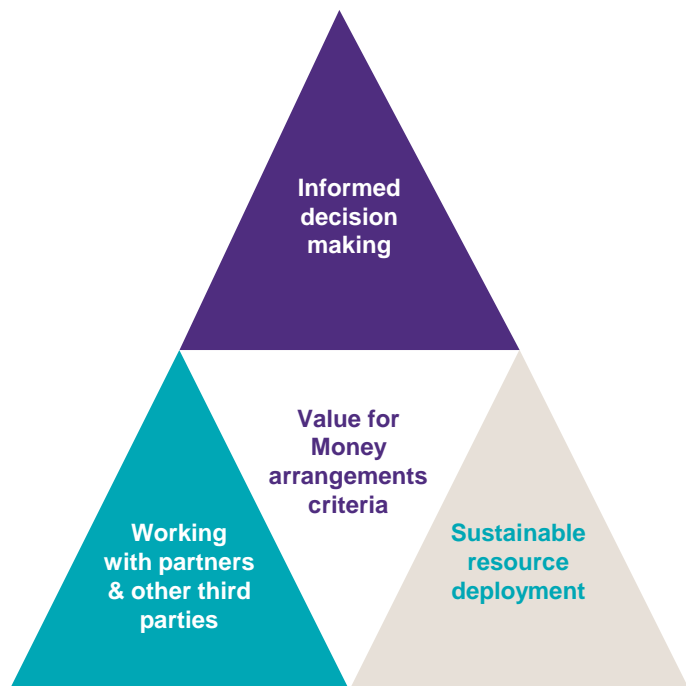 Informed
decision
making
Value for
Money
arrangements
criteria
Working
with partners
& other third
parties
Sustainable
resource
deployment